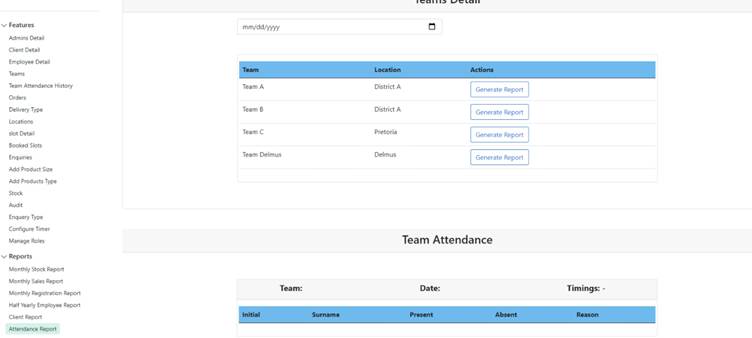 Teams Detail
mm/dd/yyyy
Features
Admins Detail
Client Detail
Employee Detail
Teams
Team Attendance History
Orders
Delivery Type
Locations
slot Detail
Booked Slots
Enquiries
Add Product Size
Add Products Type
Stock
Audit
Enquery Type
Configure Timer
Manage Roles
Reports
Monthly Stock Report
Monthly Sales Report
Monthly Registration Report
Half Yearly Employee Report
Client Report
Attendance Report
Team Location Actions
Team A District A Generate Report
Team B District A Generate Report
Team C Pretoria Generate Report
Team Delmus Delmus Generate Report
Team Attendance
Team: Date: Timings: -
Initial Surname Present Absent Reason